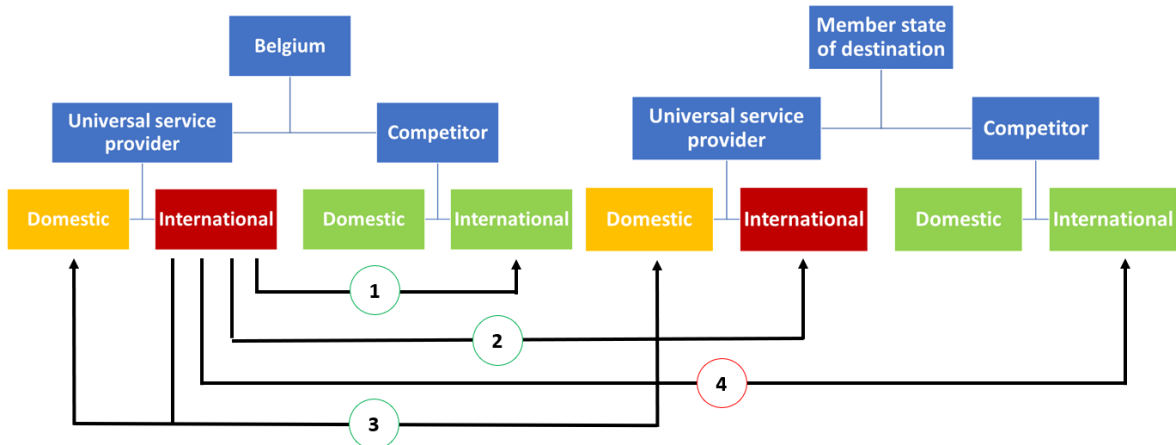 Belgium
Member state
of destination
Universal service
provider
Competitor
Universal service
provider
Competitor
Domestic
International
Domestic
International
Domestic
International
Domestic
International
1
2
4
3